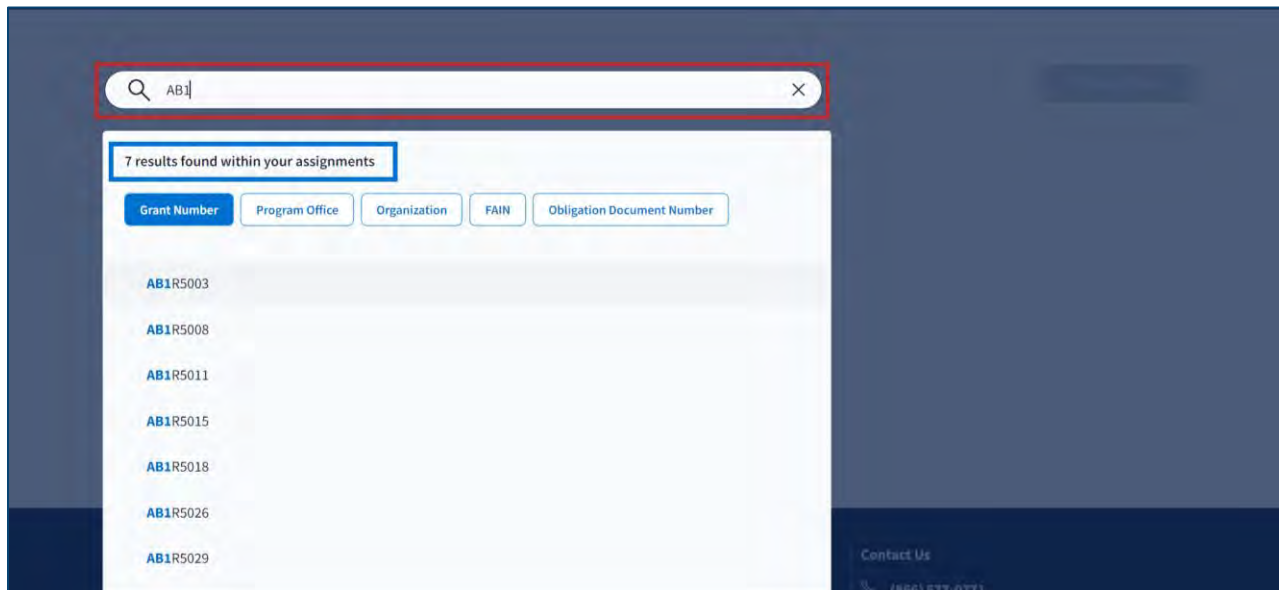 AB1
7 results found within your assignments
Grant Number Program Office Organization FAIN Obligation Document Number
AB1R5003
AB1R5008
AB1R5011
AB1R5015
AB1R5018
AB1R5026
AB1R5029
Contact Us